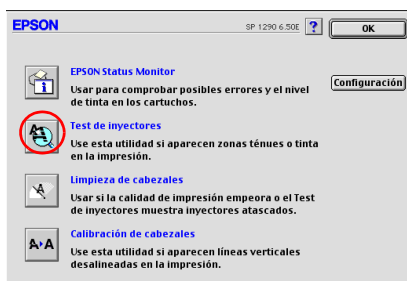 EPSON SP 1290 6.50E ? OK
EPSON Status Monitor
Usar para comprobar posibles errores y el nivel
de tinta en los cartuchos.
Configuración
Test de inyectores
Use esta utilidad si aparecen zonas ténues o tinta
en la impresión.
Limpieza de cabezales
Usar si la calidad de impresión empeora o el Test
de inyectores muestra inyectores atascados.
Calibración de cabezales
Use esta utilidad si aparecen líneas verticales
desalineadas en la impresión.